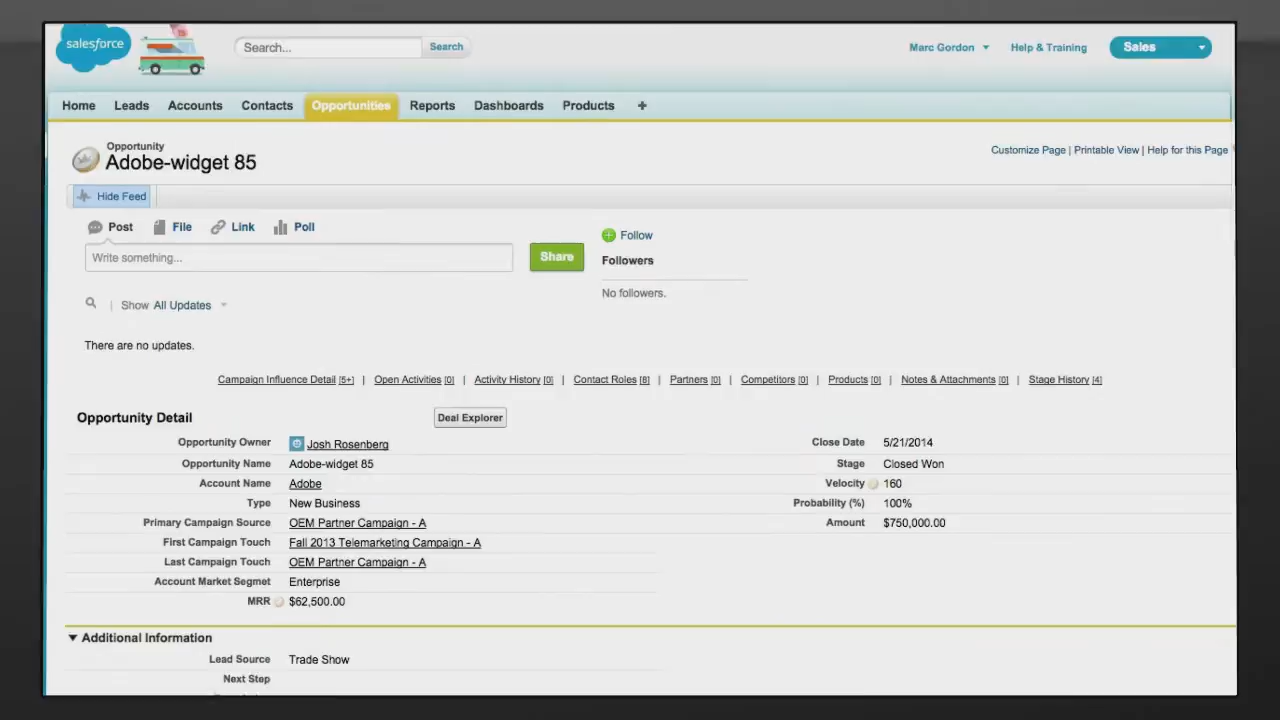 salesforce
15
Search...
Search
Marc Gordon
Help & Training
Sales
Home Leads Accounts Contacts Opportunities Reports Dashboards Products +
Opportunity
Adobe-widget 85
Customize Page | Printable View | Help for this Page
Hide Feed
Post File Link Poll
Write something...
Share
Follow
Followers
No followers.
Show All Updates
There are no updates.
Campaign Influence Detail [5+] | Open Activities [0] | Activity History [0] | Contact Roles [8] | Partners [0] | Competitors [0] | Products [0] | Notes & Attachments [0] | Stage History [4]
Opportunity Detail
Deal Explorer
Opportunity Owner Josh Rosenberg
Close Date 5/21/2014
Opportunity Name Adobe-widget 85
Stage Closed Won
Account Name Adobe
Velocity 160
Type New Business
Probability (%) 100%
Primary Campaign Source OEM Partner Campaign - A
Amount $750,000.00
First Campaign Touch Fall 2013 Telemarketing Campaign - A
Last Campaign Touch OEM Partner Campaign - A
Account Market Segmet Enterprise
MRR $62,500.00
Additional Information
Lead Source Trade Show
Next Step